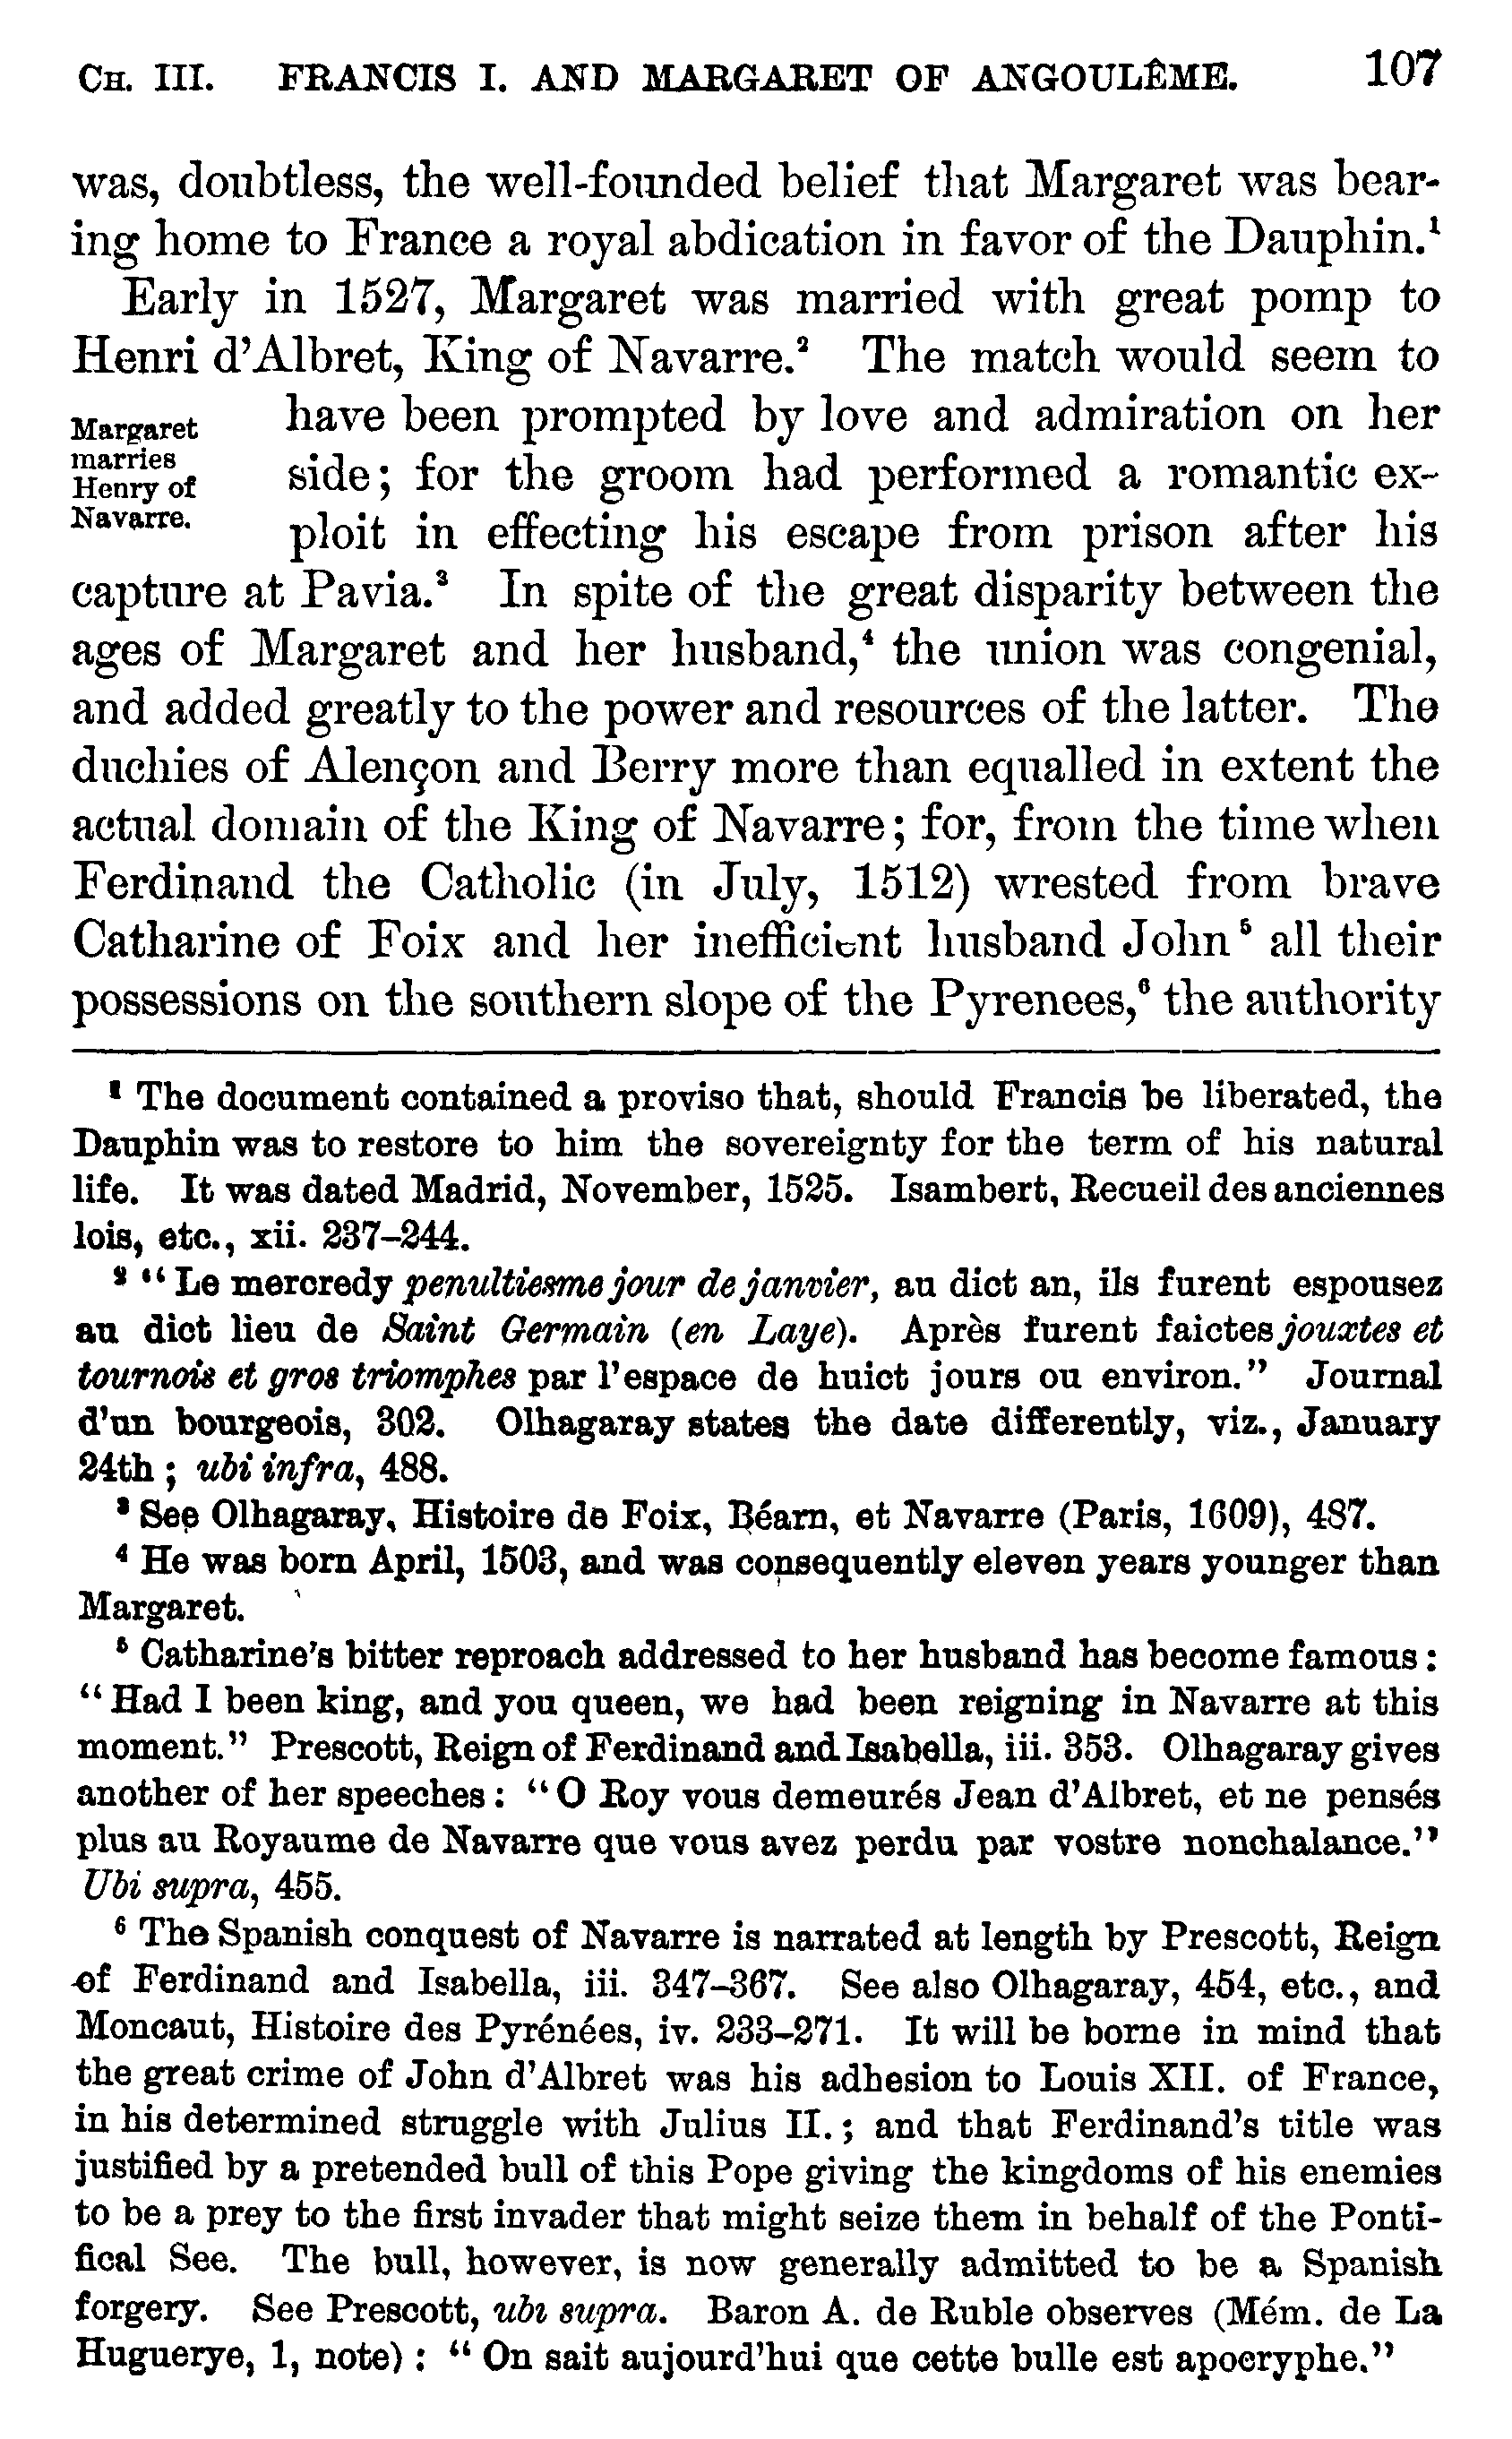 CH. III. FRANCIS I. AND MARGARET OF ANGOULÊME. 107
was, doubtless, the well-founded belief that Margaret was bear-
ing home to France a royal abdication in favor of the Dauphin.¹
Early in 1527, Margaret was married with great pomp to
Henri d'Albret, King of Navarre.² The match would seem to
Margaret
marries
Henry of
Navarre.
have been prompted by love and admiration on her
side; for the groom had performed a romantic ex-
ploit in effecting his escape from prison after his
capture at Pavia.³ In spite of the great disparity between the
ages of Margaret and her husband,⁴ the union was congenial,
and added greatly to the power and resources of the latter. The
duchies of Alençon and Berry more than equalled in extent the
actual domain of the King of Navarre; for, from the time when
Ferdinand the Catholic (in July, 1512) wrested from brave
Catharine of Foix and her inefficient husband John⁵ all their
possessions on the southern slope of the Pyrenees,⁶ the authority
¹ The document contained a proviso that, should Francis be liberated, the
Dauphin was to restore to him the sovereignty for the term of his natural
life. It was dated Madrid, November, 1525. Isambert, Recueil des anciennes
lois, etc., xii. 237–244.
² "Le mercredy penultiesme jour de janvier, au dict an, ils furent espousez
au dict lieu de Saint Germain (en Laye). Après furent faictes jouxtes et
tournois et gros triomphes par l'espace de huict jours ou environ." Journal
d'un bourgeois, 302. Olhagaray states the date differently, viz., January
24th; ubi infra, 488.
³ See Olhagaray, Histoire de Foix, Béarn, et Navarre (Paris, 1609), 487.
⁴ He was born April, 1503, and was consequently eleven years younger than
Margaret.
⁵ Catharine's bitter reproach addressed to her husband has become famous:
"Had I been king, and you queen, we had been reigning in Navarre at this
moment." Prescott, Reign of Ferdinand and Isabella, iii. 353. Olhagaray gives
another of her speeches: "O Roy vous demeurés Jean d'Albret, et ne pensés
plus au Royaume de Navarre que vous avez perdu par vostre nonchalance."
Ubi supra, 455.
⁶ The Spanish conquest of Navarre is narrated at length by Prescott, Reign
of Ferdinand and Isabella, iii. 347–367. See also Olhagaray, 454, etc., and
Moncaut, Histoire des Pyrénées, iv. 233–271. It will be borne in mind that
the great crime of John d'Albret was his adhesion to Louis XII. of France,
in his determined struggle with Julius II.; and that Ferdinand's title was
justified by a pretended bull of this Pope giving the kingdoms of his enemies
to be a prey to the first invader that might seize them in behalf of the Ponti-
fical See. The bull, however, is now generally admitted to be a Spanish
forgery. See Prescott, ubi supra. Baron A. de Ruble observes (Mém. de La
Huguerye, 1, note): "On sait aujourd'hui que cette bulle est apocryphe."